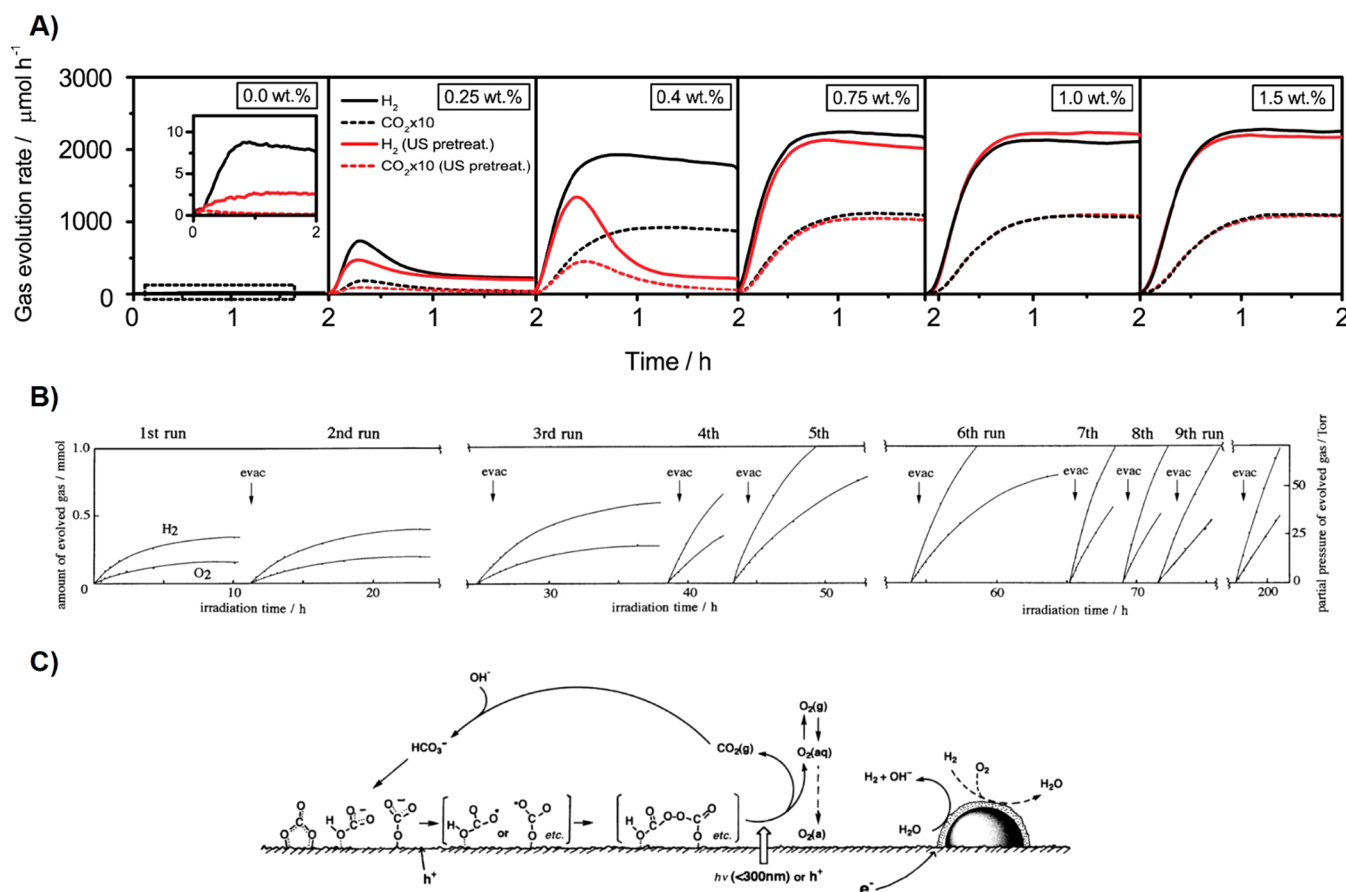 A)
Gas evolution rate / μmol h⁻¹
3000
2000
1000
0
0.0 wt.%
0.25 wt.%
0.4 wt.%
0.75 wt.%
1.0 wt.%
1.5 wt.%
10
5
0
0 2
H₂
CO₂x10
H₂ (US pretreat.)
CO₂x10 (US pretreat.)
0 1 2 1 2 1 2 1 2 1 2 1 2
Time / h
B)
1st run 2nd run 3rd run 4th 5th 6th run 7th 8th 9th run
amount of evolved gas / mmol
1.0
0.5
0
evac evac evac evac evac evac evac evac evac
H₂
O₂
50
25
0
partial pressure of evolved gas / Torr
10 20 30 40 50 60 70 200
irradiation time / h irradiation time / h irradiation time / h irradiation time / h irradiation time / h irradiation time / h
C)
OH⁻
HCO₃⁻
CO₂(g)
O₂(g)
O₂(aq)
O₂(a)
H₂ + OH⁻
H₂
O₂
H₂O
H₂O
or
etc.
etc.
h⁺
hν (<300nm) or h⁺
e⁻